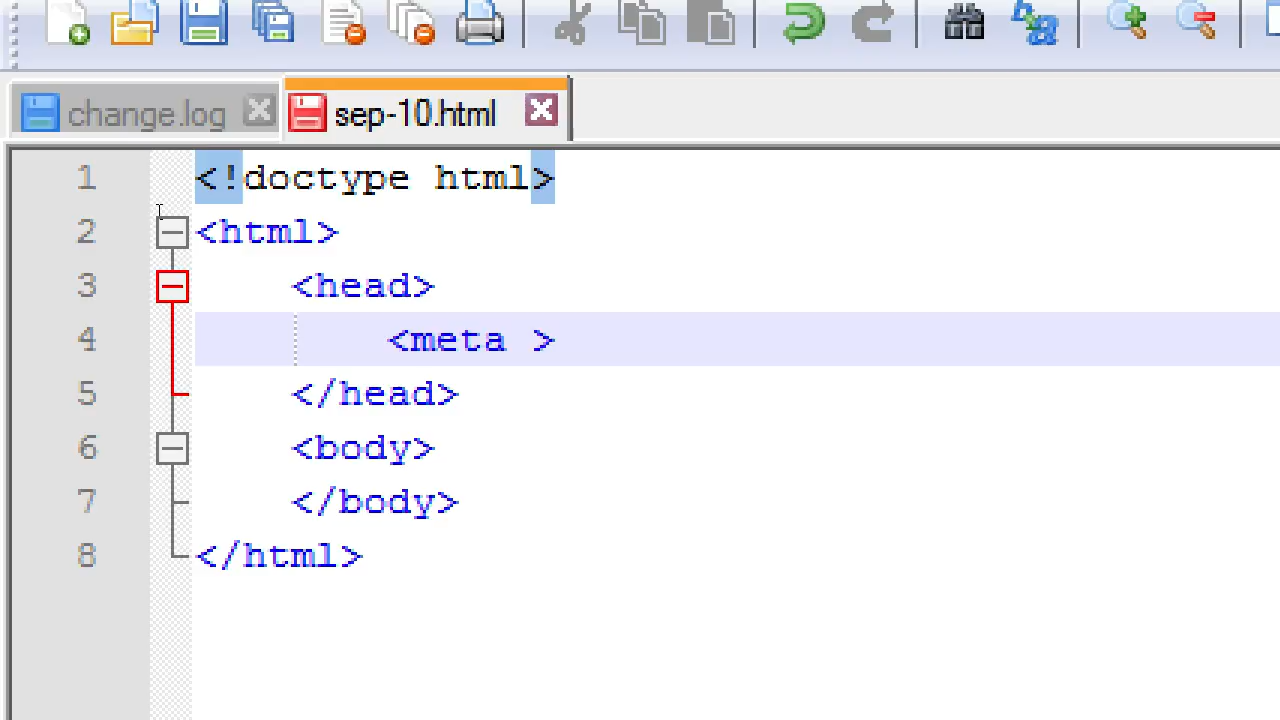 change.log sep-10.html
1 <!doctype html>
2 <html>
3 <head>
4 <meta >
5 </head>
6 <body>
7 </body>
8 </html>